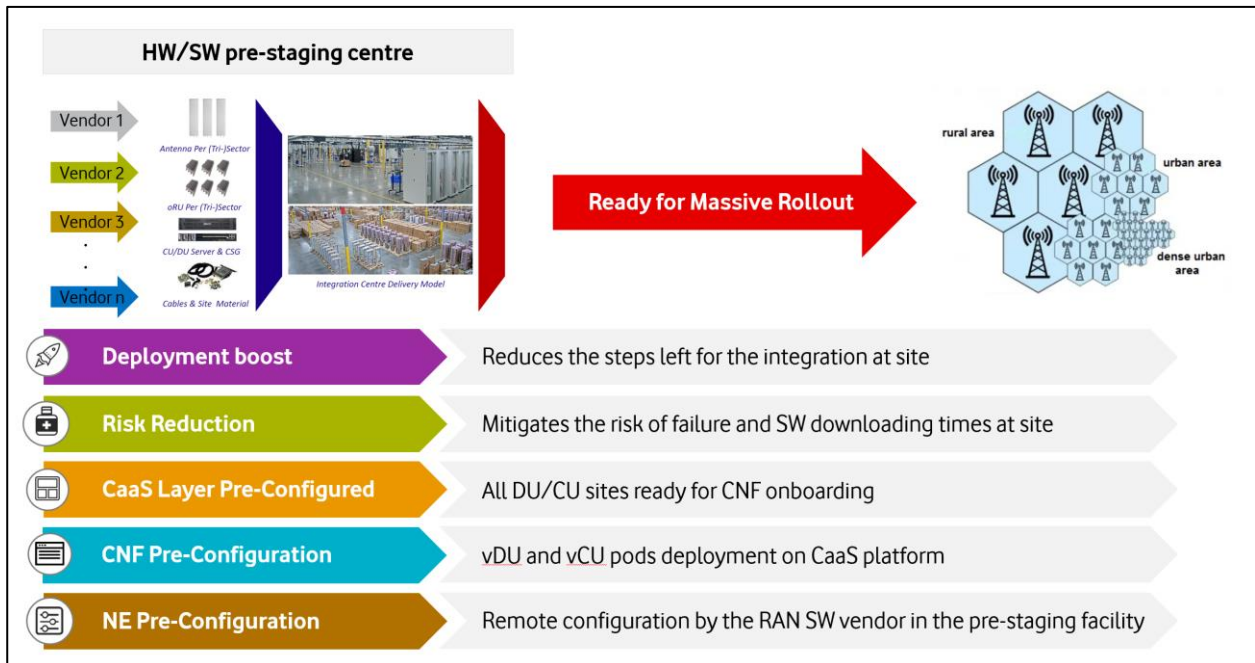 HW/SW pre-staging centre
Vendor 1
Antenna Per (Tri-)Sector
Vendor 2
oRU Per (Tri-)Sector
Vendor 3
CU/DU Server & CSG
Vendor n
Cables & Site Material
Integration Centre Delivery Model
Ready for Massive Rollout
rural area
urban area
dense urban
area
Deployment boost
Reduces the steps left for the integration at site
Risk Reduction
Mitigates the risk of failure and SW downloading times at site
CaaS Layer Pre-Configured
All DU/CU sites ready for CNF onboarding
CNF Pre-Configuration
vDU and vCU pods deployment on CaaS platform
NE Pre-Configuration
Remote configuration by the RAN SW vendor in the pre-staging facility